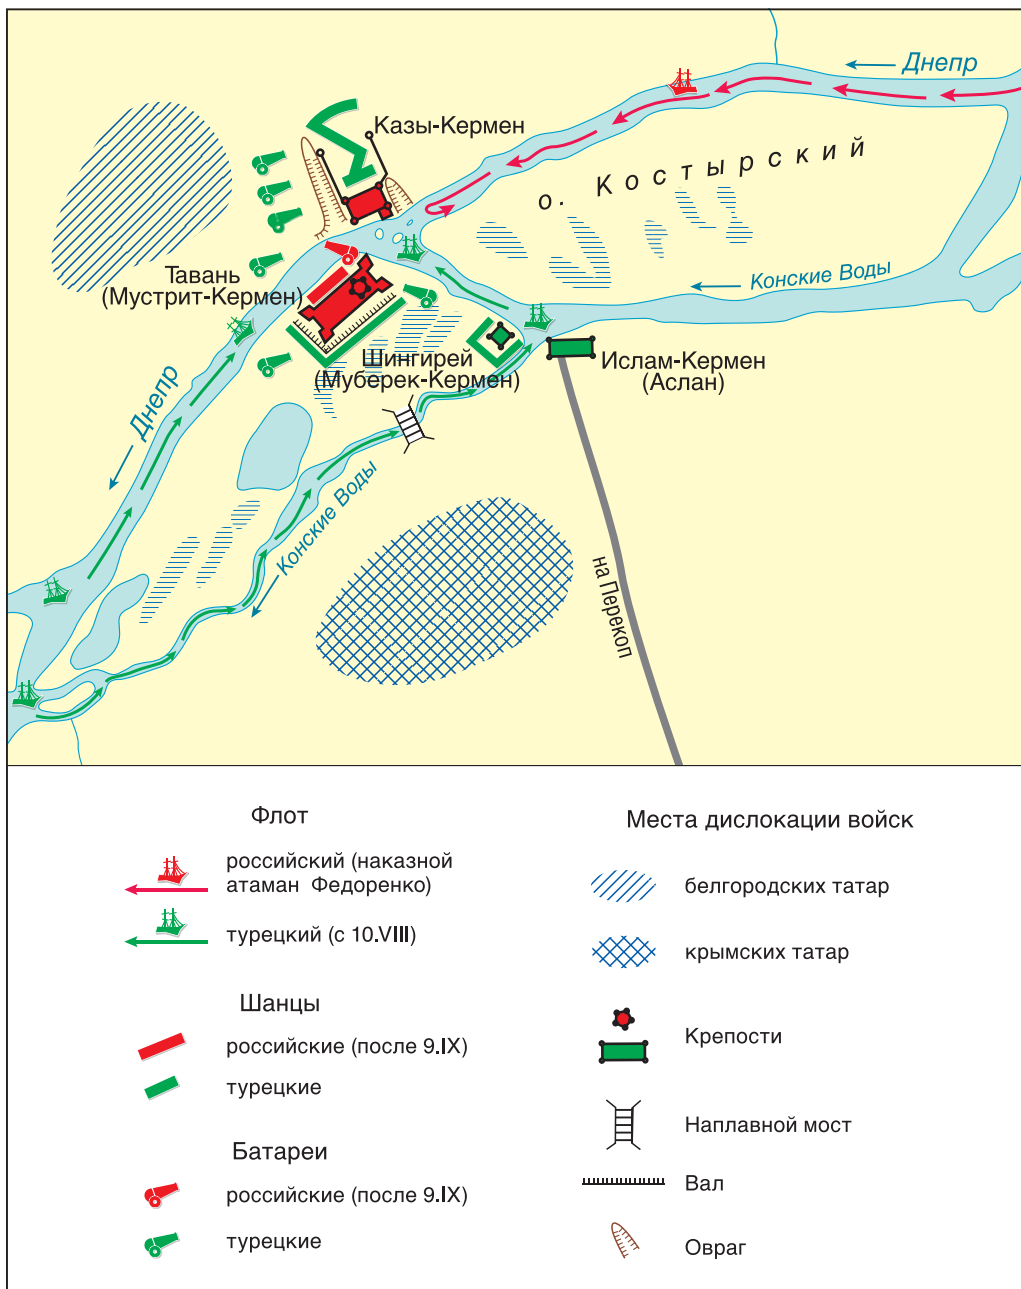 Днепр
Казы-Кермен
о. Костырский
Конские Воды
Тавань
(Мустрит-Кермен)
Шингирей
(Муберек-Кермен)
Ислам-Кермен
(Аслан)
Днепр
Конские Воды
на Перекоп
Флот
российский (наказной
атаман Федоренко)
турецкий (с 10.VIII)
Шанцы
российские (после 9.IX)
турецкие
Батареи
российские (после 9.IX)
турецкие
Места дислокации войск
белгородских татар
крымских татар
Крепости
Наплавной мост
Вал
Овраг